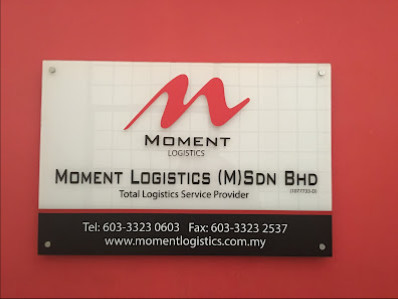 MOMENT
LOGISTICS
MOMENT LOGISTICS (M)SDN BHD
Total Logistics Service Provider
Tel: 603-3323 0603 Fax: 603-3323 2537
www.momentlogistics.com.my